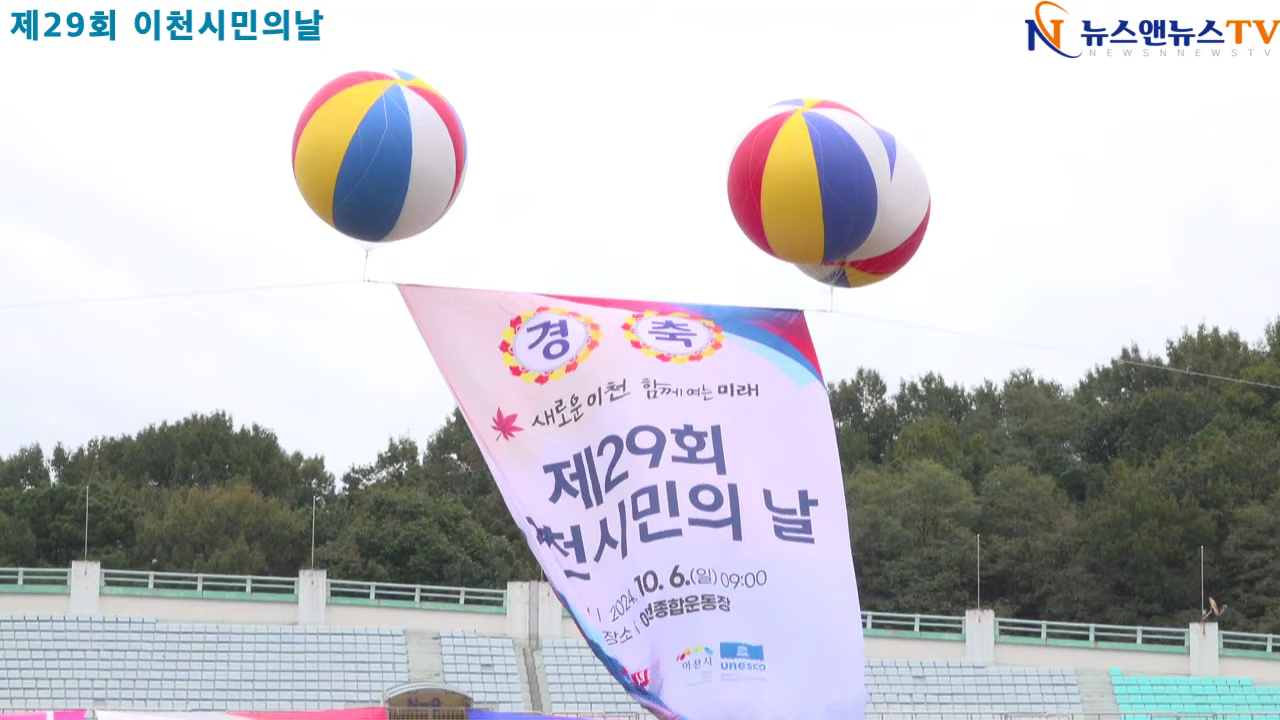 제29회 이천시민의날
뉴스앤뉴스TV
NEWSNNEWSTV
경 축
새로운 이천 함께 여는 미래
제29회
천시민의 날
2024. 10. 6.(일) 09:00
장소 | 이천종합운동장
이천시
unesco